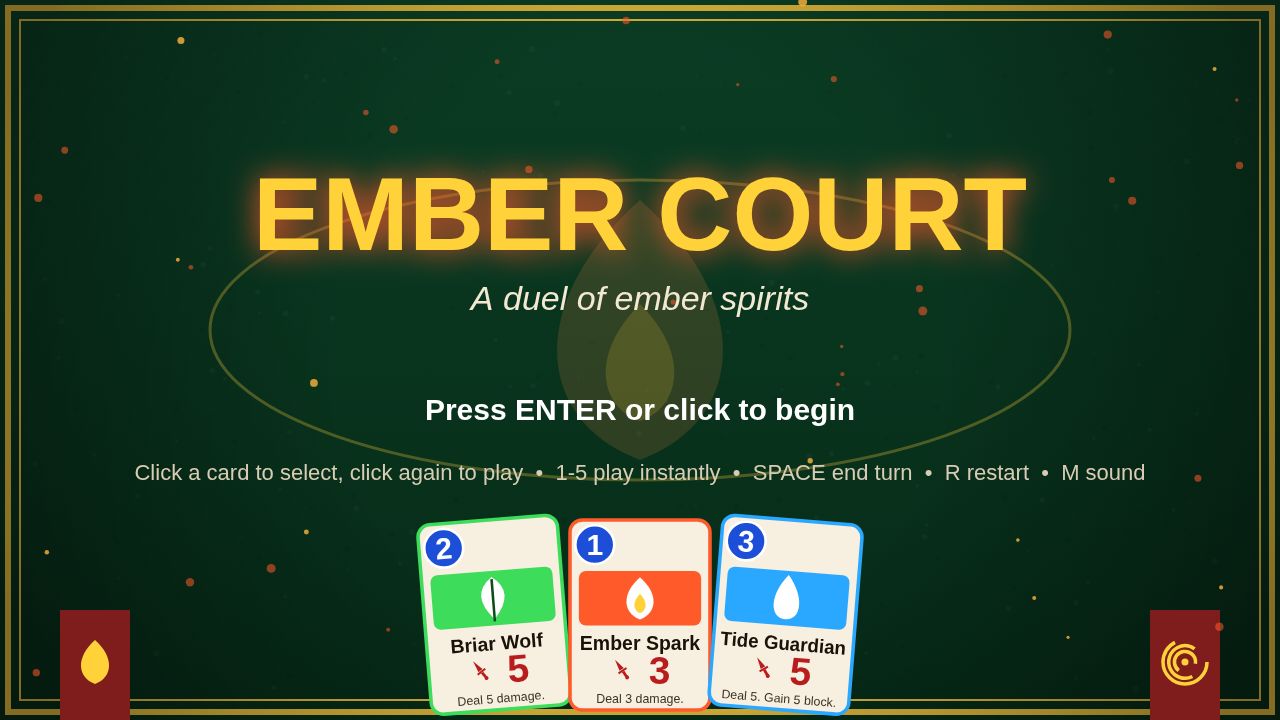 EMBER COURT
A duel of ember spirits
Press ENTER or click to begin
Click a card to select, click again to play • 1-5 play instantly • SPACE end turn • R restart • M sound
2
Briar Wolf
5
Deal 5 damage.
1
Ember Spark
3
Deal 3 damage.
3
Tide Guardian
5
Deal 5. Gain 5 block.